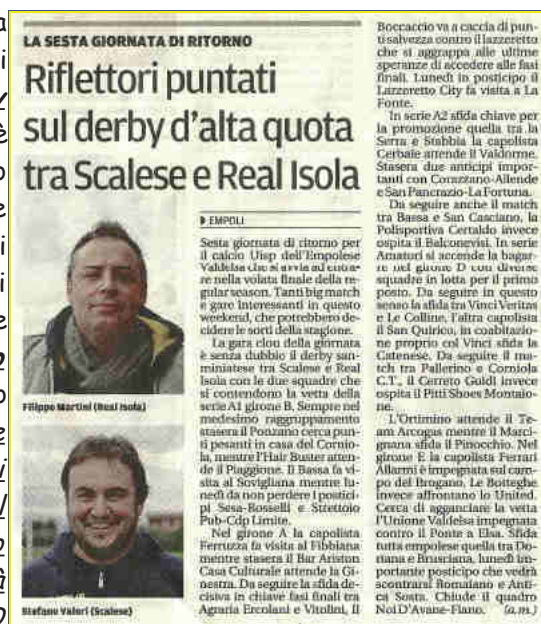 a
i
è
o
e
i
i
e
o
e
i
l
à
LA SESTA GIORNATA DI RITORNO
Riflettori puntati
sul derby d'alta quota
tra Scalese e Real Isola
Filippo Martini (Real Isola)
Stefano Valori (Scalese)
EMPOLI
Sesta giornata di ritorno per
il calcio Uisp dell'Empolese
Valdelsa che si avvia ad entra-
re nella volata finale della re-
gular season. Tanti big match
e gare interessanti in questo
weekend, che potrebbero de-
cidere le sorti della stagione.
La gara clou della giornata
è senza dubbio il derby san-
miniatese tra Scalese e Real
Isola con le due squadre che
si contendono la vetta della
serie A1 girone B. Sempre nel
medesimo raggruppamento
stasera il Ponzano cerca pun-
ti pesanti in casa del Cornio-
la, mentre l'Hair Buster atten-
de il Piaggione. Il Bassa fa vi-
sita al Sovigliana mentre lu-
nedì da non perdere i postici-
pi Sesa-Rosselli e Strettoio
Pub-Cdp Limite.
Nel girone A la capolista
Ferruzza fa visita al Fibbiana
mentre stasera il Bar Ariston
Casa Culturale attende la Gi-
nestra. Da seguire la sfida de-
cisiva in chiave fasi finali tra
Agraria Ercolani e Vitolini, il
Boccaccio va a caccia di pun-
ti salvezza contro il lazzeretto
che si aggrappa alle ultime
speranze di accedere alle fasi
finali. Lunedì in posticipo il
Lazzeretto City fa visita a La
Fonte.
In serie A2 sfida chiave per
la promozione quella tra la
Serra e Stabbia la capolista
Cerbaie attende il Valdorme.
Stasera due anticipi impor-
tanti con Corazzano-Allende
e San Pancrazio-La Fortuna.
Da seguire anche il match
tra Bassa e San Casciano, la
Polisportiva Certaldo invece
ospita il Balconevisi. In serie
Amatori si accende la bagar-
re nel girone D con diverse
squadre in lotta per il primo
posto. Da seguire in questo
senso la sfida tra Vinci Veritas
e Le Colline, l'altra capolista
il San Quirico, in coabitazio-
ne proprio col Vinci sfida la
Catenese. Da seguire il ma-
tch tra Pallerino e Corniola
C.T., il Cerreto Guidi invece
ospita il Pitti Shoes Montaio-
ne.
L'Ortimino attende il Te-
am Arcogas mentre il Marci-
gnana sfida il Pinocchio. Nel
girone E la capolista Ferrari
Allarmi è impegnata sul cam-
po del Brogano, Le Botteghe
invece affrontano lo United.
Cerca di agganciare la vetta
l'Unione Valdelsa impegnata
contro il Ponte a Elsa. Sfida
tutta empolese quella tra Do-
riana e Brusciana, lunedì im-
portante posticipo che vedrà
scontrarsi Romaiano e Anti-
ca Sosta. Chiude il quadro
Noi D'Avane-Fiano. (a.m.)